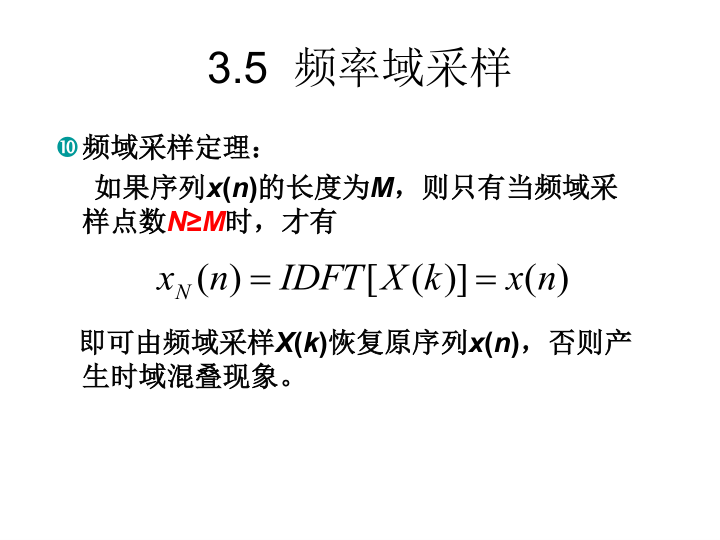 3.5 频率域采样
⑩频域采样定理：
如果序列x(n)的长度为M，则只有当频域采
样点数N≥M时，才有
x_N(n) = IDFT[X(k)] = x(n)
即可由频域采样X(k)恢复原序列x(n)，否则产
生时域混叠现象。